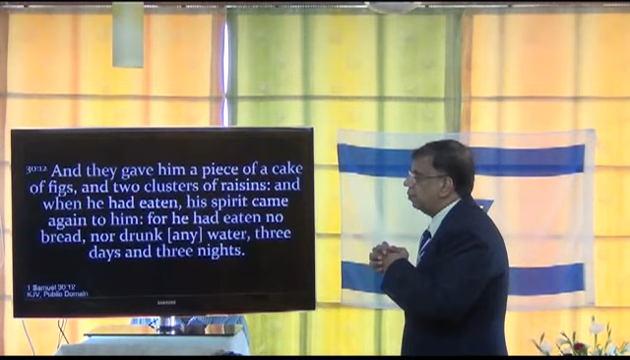 30:12 And they gave him a piece of a cake
of figs, and two clusters of raisins: and
when he had eaten, his spirit came
again to him: for he had eaten no
bread, nor drunk [any] water, three
days and three nights.
1 Samuel 30:12
KJV, Public Domain
SAMSUNG